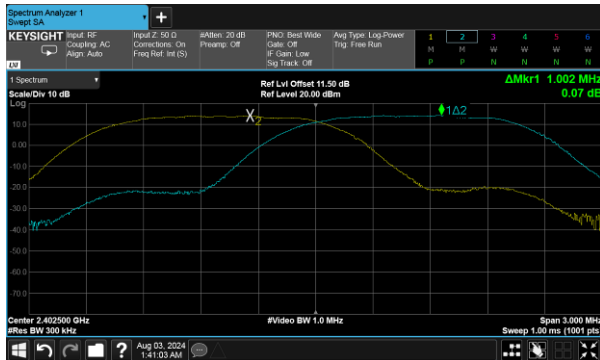 Spectrum Analyzer 1
Swept SA
KEYSIGHT
Input: RF
Coupling: AC
Align: Auto
Input Z: 50 Ω
Corrections: On
Freq Ref: Int (S)
#Atten: 20 dB
Preamp: Off
PNO: Best Wide
Gate: Off
IF Gain: Low
Sig Track: Off
Avg Type: Log-Power
Trig: Free Run
1 2 3 4 5 6
M M W W W W
P P N N N N
LXI
1 Spectrum
Scale/Div 10 dB
Ref Lvl Offset 11.50 dB
Ref Level 20.00 dBm
ΔMkr1 1.002 MHz
0.07 dB
Log
10.0
0.00
-10.0
-20.0
-30.0
-40.0
-50.0
-60.0
-70.0
X2
1Δ2
Center 2.402500 GHz
#Video BW 1.0 MHz
Span 3.000 MHz
#Res BW 300 kHz
Sweep 1.00 ms (1001 pts)
?
Aug 03, 2024
1:41:03 AM